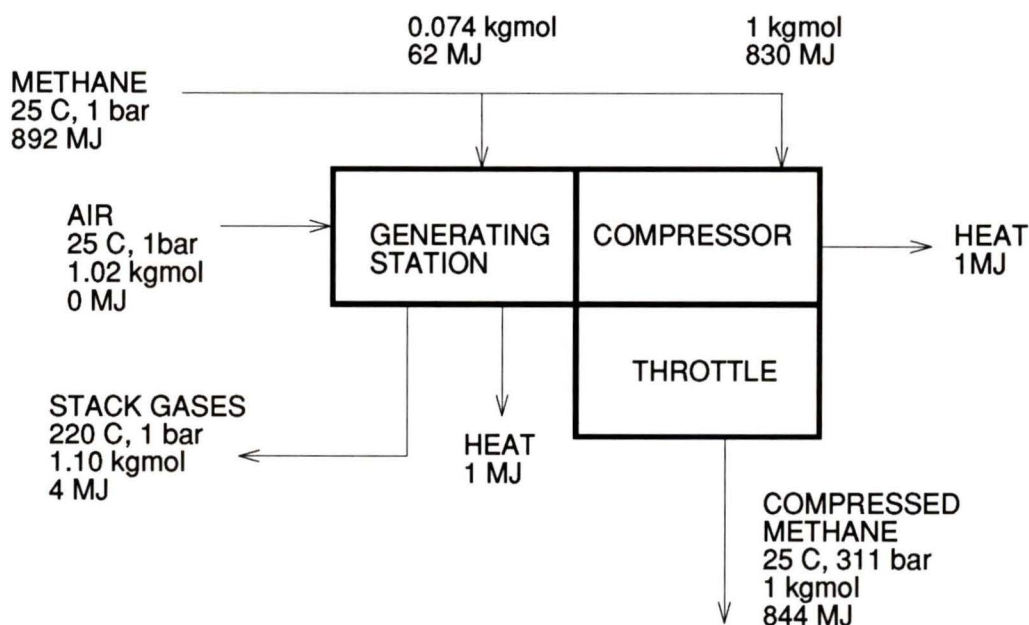 0.074 kgmol
62 MJ
1 kgmol
830 MJ
METHANE
25 C, 1 bar
892 MJ
AIR
25 C, 1bar
1.02 kgmol
0 MJ
GENERATING
STATION
COMPRESSOR
HEAT
1MJ
THROTTLE
STACK GASES
220 C, 1 bar
1.10 kgmol
4 MJ
HEAT
1 MJ
COMPRESSED
METHANE
25 C, 311 bar
1 kgmol
844 MJ